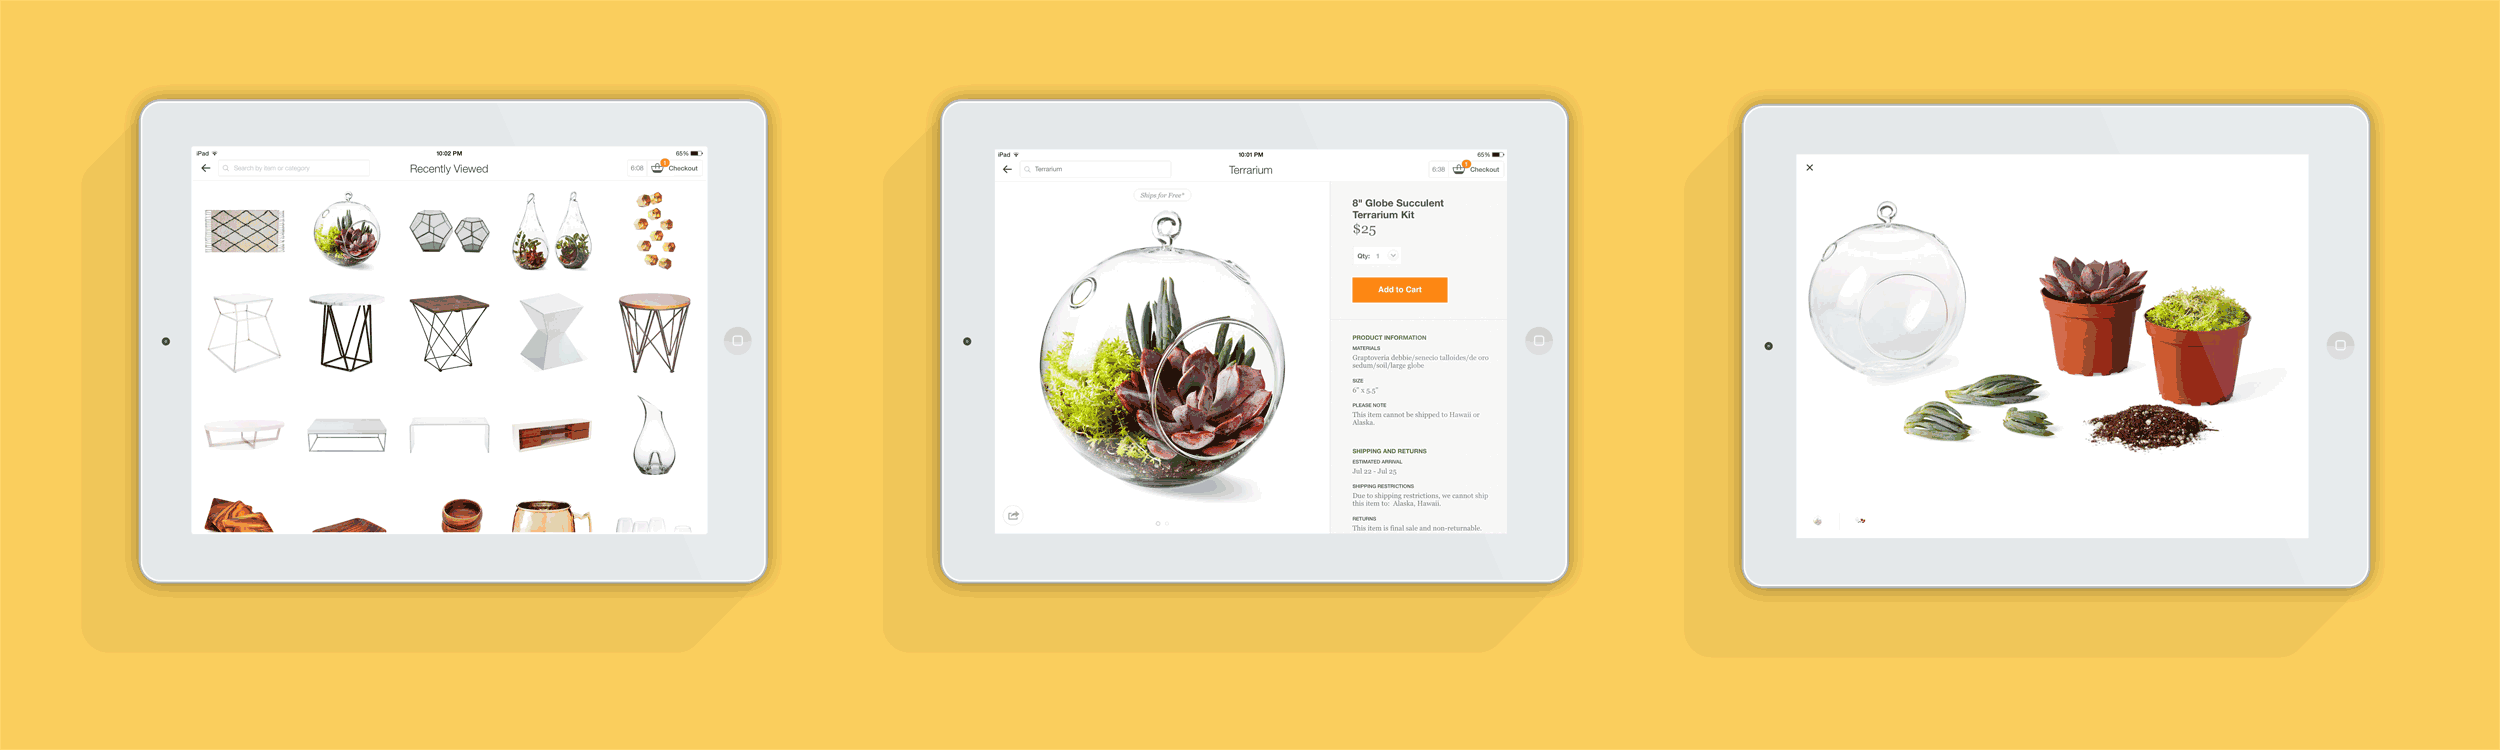 iPad
10:02 PM
65%
Search by item or category
Recently Viewed
6:08
1
Checkout
iPad
10:01 PM
65%
Terrarium
Terrarium
6:38
1
Checkout
Ships for Free*
8" Globe Succulent
Terrarium Kit
$25
Qty: 1
Add to Cart
PRODUCT INFORMATION
MATERIALS
Graptoveria debbie/senecio talloides/de oro
sedum/soil/large globe
SIZE
6" x 5.5"
PLEASE NOTE
This item cannot be shipped to Hawaii or
Alaska.
SHIPPING AND RETURNS
ESTIMATED ARRIVAL
Jul 22 - Jul 25
SHIPPING RESTRICTIONS
Due to shipping restrictions, we cannot ship
this item to: Alaska, Hawaii.
RETURNS
This item is final sale and non-returnable.